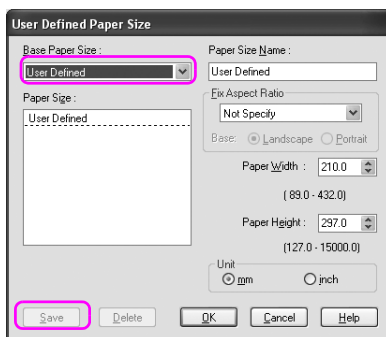 User Defined Paper Size
Base Paper Size :
User Defined
Paper Size :
User Defined
Paper Size Name :
User Defined
Fix Aspect Ratio
Not Specify
Base: Landscape Portrait
Paper Width : 210.0
( 89.0 - 432.0)
Paper Height : 297.0
(127.0 - 15000.0)
Unit
mm inch
Save Delete OK Cancel Help